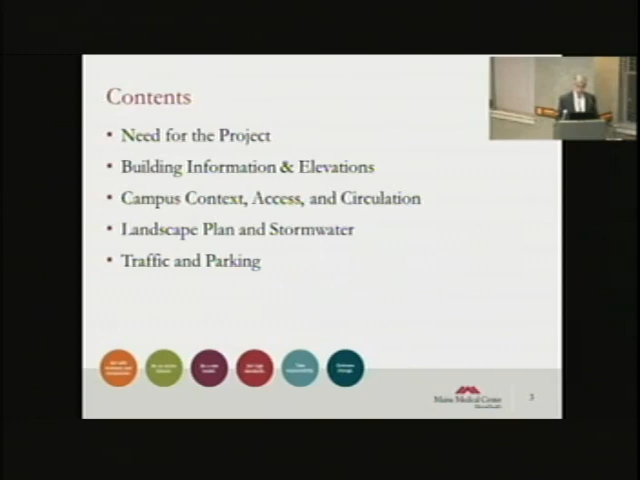 Contents
• Need for the Project
• Building Information & Elevations
• Campus Context, Access, and Circulation
• Landscape Plan and Stormwater
• Traffic and Parking
Maine Medical Center